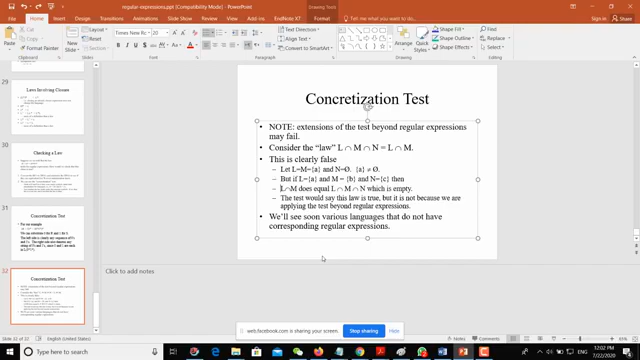 regular-expressions.ppt [Compatibility Mode] - PowerPoint
Drawing Tools
File Home Insert Design Transitions Animations Slide Show Review View EndNote X7 Format Tell me what you want to do...
Sign in Share
Paste
New Slide
Times New Ro 20
Text Direction
Align Text
Convert to SmartArt
Arrange
Quick Styles
Shape Fill
Shape Outline
Shape Effects
Find
Replace
Select
Clipboard Slides Font Paragraph Drawing Editing
29
Laws Involving Closure
30
Checking a Law
31
Concretization Test
32
Concretization Test
Concretization Test
• NOTE: extensions of the test beyond regular expressions
may fail.
• Consider the “law” L ∩ M ∩ N = L ∩ M.
• This is clearly false
– Let L=M={a} and N=Ø. {a} ≠ Ø.
– But if L={a} and M = {b} and N={c} then
– L∩M does equal L ∩ M ∩ N which is empty.
– The test would say this law is true, but it is not because we are
applying the test beyond regular expressions.
• We’ll see soon various languages that do not have
corresponding regular expressions.
Click to add notes
web.facebook.com is sharing your screen.
Stop sharing
Hide
Slide 32 of 32
English (United States)
Notes
Comments
Type here to search
ENG
12:02 PM
7/22/2020